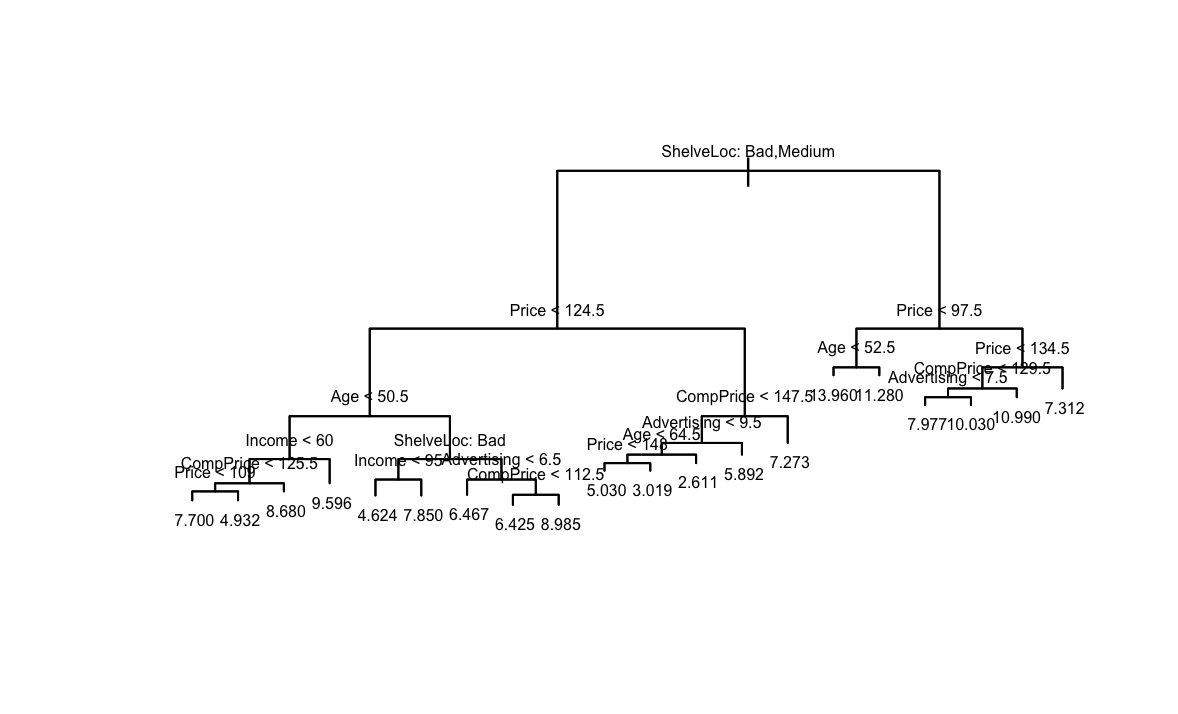 ShelveLoc: Bad,Medium
Price < 124.5
Price < 97.5
Age < 52.5
Price < 134.5
CompPrice < 129.5
Advertising < 7.5
Age < 50.5
CompPrice < 147.5
13.960
11.280
7.312
10.990
7.977
10.030
Advertising < 9.5
Age < 64.5
Price < 148
Income < 60
ShelveLoc: Bad
CompPrice < 125.5
Income < 95
Advertising < 6.5
Price < 109
CompPrice < 112.5
7.273
5.892
2.611
5.030
3.019
9.596
8.680
7.700
4.932
4.624
7.850
6.467
6.425
8.985